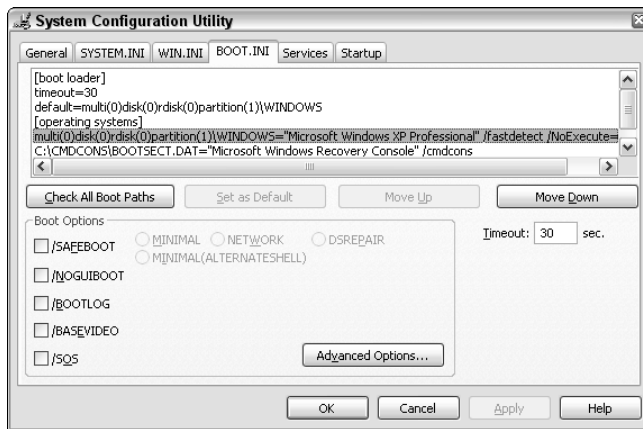 System Configuration Utility
General SYSTEM.INI WIN.INI BOOT.INI Services Startup
[boot loader]
timeout=30
default=multi(0)disk(0)rdisk(0)partition(1)\WINDOWS
[operating systems]
multi(0)disk(0)rdisk(0)partition(1)\WINDOWS="Microsoft Windows XP Professional" /fastdetect /NoExecute=
C:\CMDCONS\BOOTSECT.DAT="Microsoft Windows Recovery Console" /cmdcons
Check All Boot Paths Set as Default Move Up Move Down
Boot Options
Timeout: 30 sec.
/SAFEBOOT MINIMAL NETWORK DSREPAIR
MINIMAL(ALTERNATESHELL)
/NOGUIBOOT
/BOOTLOG
/BASEVIDEO
/SOS
Advanced Options...
OK Cancel Apply Help